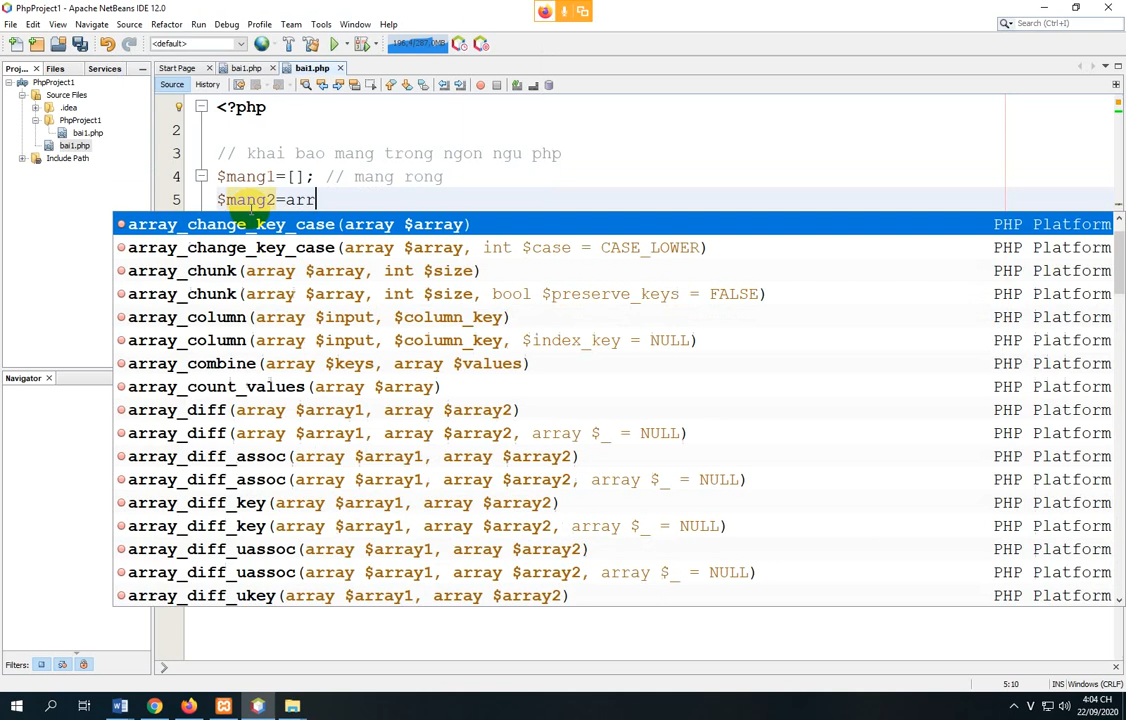 PhpProject1 - Apache NetBeans IDE 12.0
File Edit View Navigate Source Refactor Run Debug Profile Team Tools Window Help
Search (Ctrl+I)
<default>
Proj... Files Services
Start Page bai1.php bai1.php
Source History
PhpProject1
Source Files
.idea
PhpProject1
bai1.php
bai1.php
Include Path
<?php
2
3 // khai bao mang trong ngon ngu php
4 $mang1=[]; // mang rong
5 $mang2=arr
array_change_key_case(array $array) PHP Platform
array_change_key_case(array $array, int $case = CASE_LOWER) PHP Platform
array_chunk(array $array, int $size) PHP Platform
array_chunk(array $array, int $size, bool $preserve_keys = FALSE) PHP Platform
array_column(array $input, $column_key) PHP Platform
array_column(array $input, $column_key, $index_key = NULL) PHP Platform
array_combine(array $keys, array $values) PHP Platform
array_count_values(array $array) PHP Platform
array_diff(array $array1, array $array2) PHP Platform
array_diff(array $array1, array $array2, array $_ = NULL) PHP Platform
array_diff_assoc(array $array1, array $array2) PHP Platform
array_diff_assoc(array $array1, array $array2, array $_ = NULL) PHP Platform
array_diff_key(array $array1, array $array2) PHP Platform
array_diff_key(array $array1, array $array2, array $_ = NULL) PHP Platform
array_diff_uassoc(array $array1, array $array2) PHP Platform
array_diff_uassoc(array $array1, array $array2, array $_ = NULL) PHP Platform
array_diff_ukey(array $array1, array $array2) PHP Platform
Navigator
Filters:
5:10 INS Windows (CRLF)
4:04 CH
22/09/2020